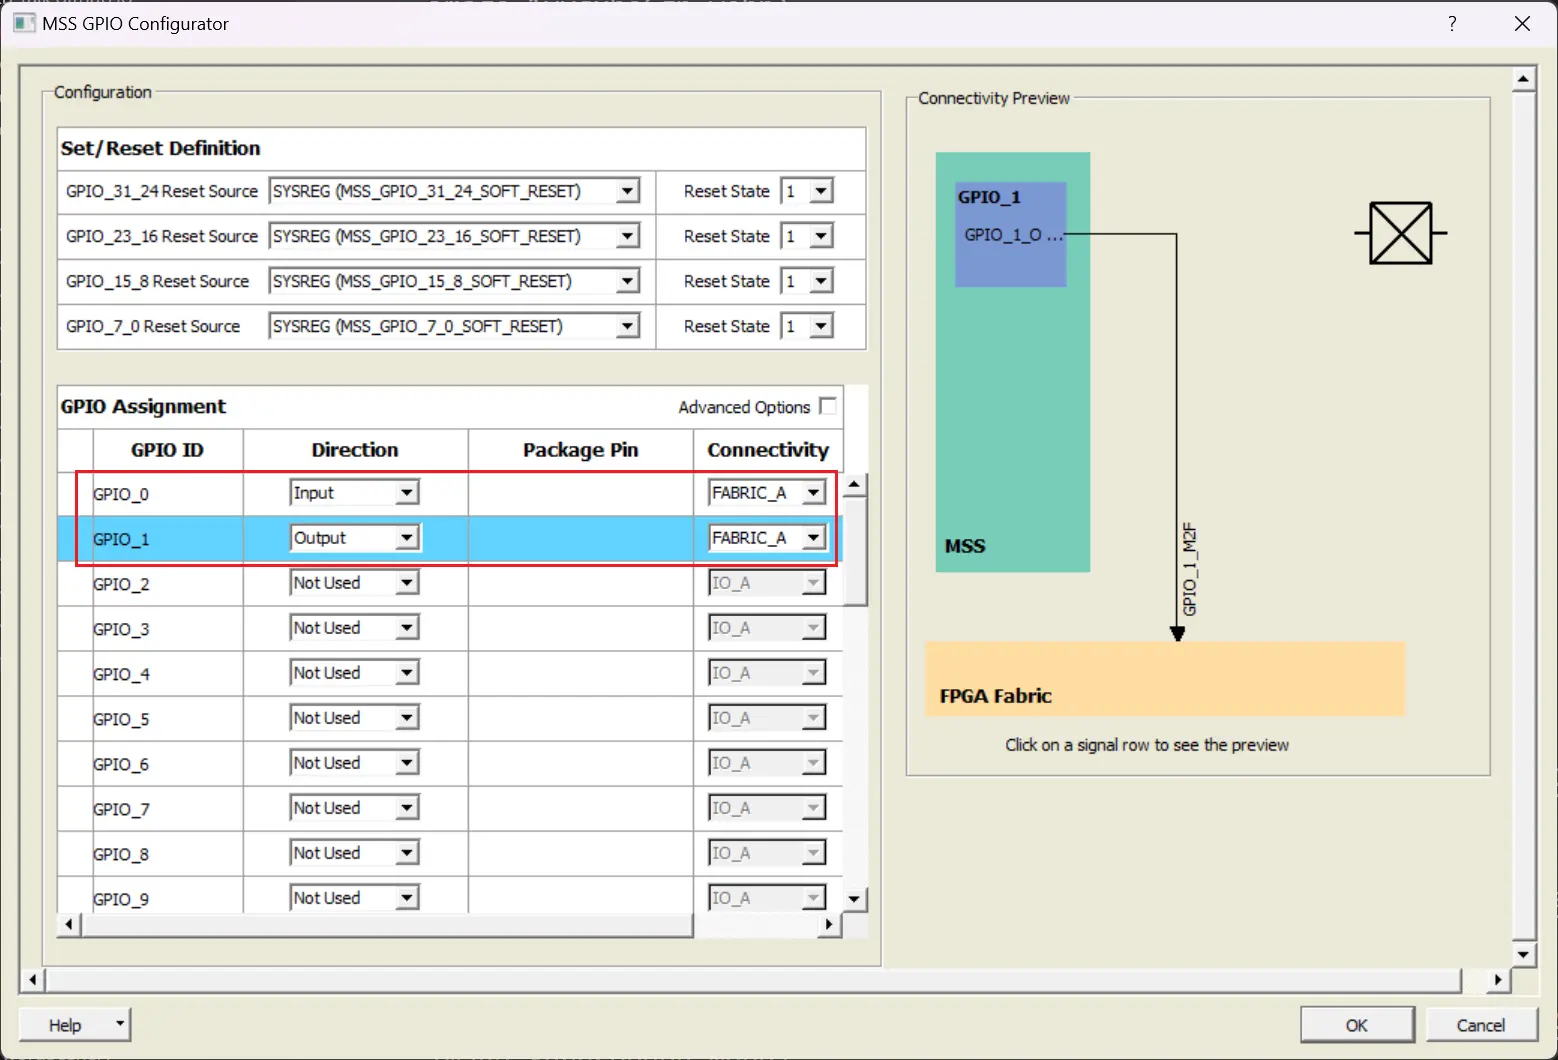 MSS GPIO Configurator
?
Configuration
Set/Reset Definition
GPIO_31_24 Reset Source SYSREG (MSS_GPIO_31_24_SOFT_RESET) Reset State 1
GPIO_23_16 Reset Source SYSREG (MSS_GPIO_23_16_SOFT_RESET) Reset State 1
GPIO_15_8 Reset Source SYSREG (MSS_GPIO_15_8_SOFT_RESET) Reset State 1
GPIO_7_0 Reset Source SYSREG (MSS_GPIO_7_0_SOFT_RESET) Reset State 1
GPIO Assignment Advanced Options
GPIO ID Direction Package Pin Connectivity
GPIO_0 Input FABRIC_A
GPIO_1 Output FABRIC_A
GPIO_2 Not Used IO_A
GPIO_3 Not Used IO_A
GPIO_4 Not Used IO_A
GPIO_5 Not Used IO_A
GPIO_6 Not Used IO_A
GPIO_7 Not Used IO_A
GPIO_8 Not Used IO_A
GPIO_9 Not Used IO_A
Connectivity Preview
GPIO_1
GPIO_1_O ...
MSS
GPIO_1_M2F
FPGA Fabric
Click on a signal row to see the preview
Help OK Cancel